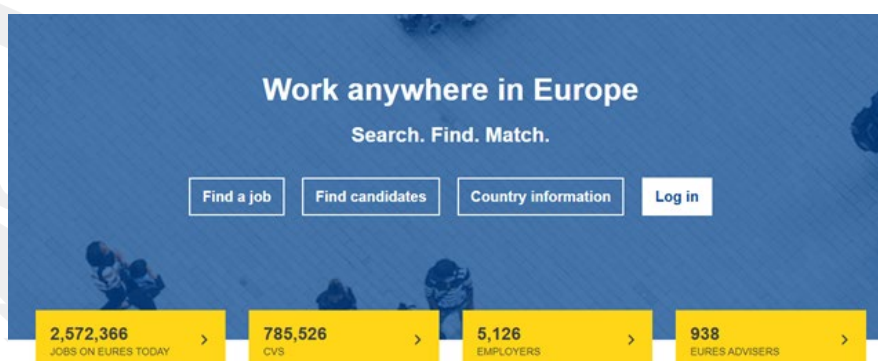 Work anywhere in Europe
Search. Find. Match.
Find a job Find candidates Country information Log in
2,572,366 785,526 5,126 938
JOBS ON EURES TODAY CVS EMPLOYERS EURES ADVISERS